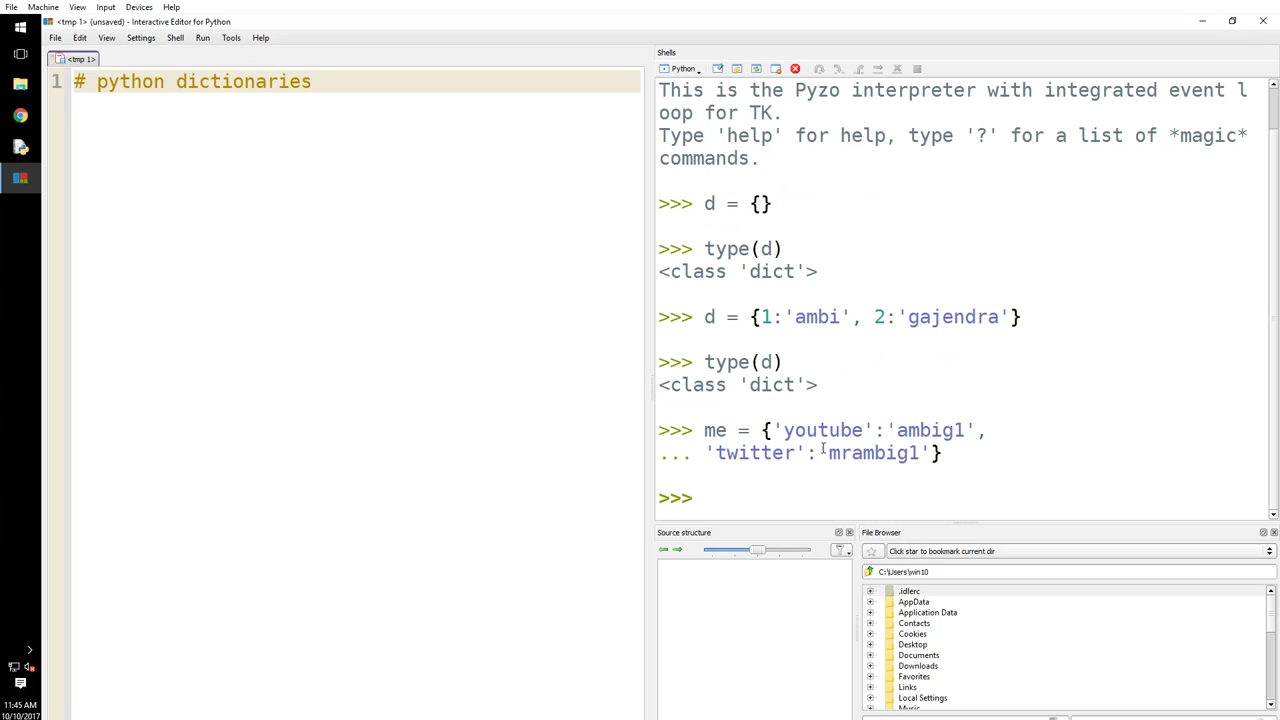 File Machine View Input Devices Help
<tmp 1> (unsaved) - Interactive Editor for Python
File Edit View Settings Shell Run Tools Help
<tmp 1>
1 # python dictionaries
Shells
Python
This is the Pyzo interpreter with integrated event l
oop for TK.
Type 'help' for help, type '?' for a list of *magic*
commands.
>>> d = {}
>>> type(d)
<class 'dict'>
>>> d = {1:'ambi', 2:'gajendra'}
>>> type(d)
<class 'dict'>
>>> me = {'youtube':'ambig1',
... 'twitter':'mrambig1'}
>>>
Source structure
File Browser
Click star to bookmark current dir
C:\Users\win10
.idlerc
AppData
Application Data
Contacts
Cookies
Desktop
Documents
Downloads
Favorites
Links
Local Settings
Music
11:45 AM
10/10/2017